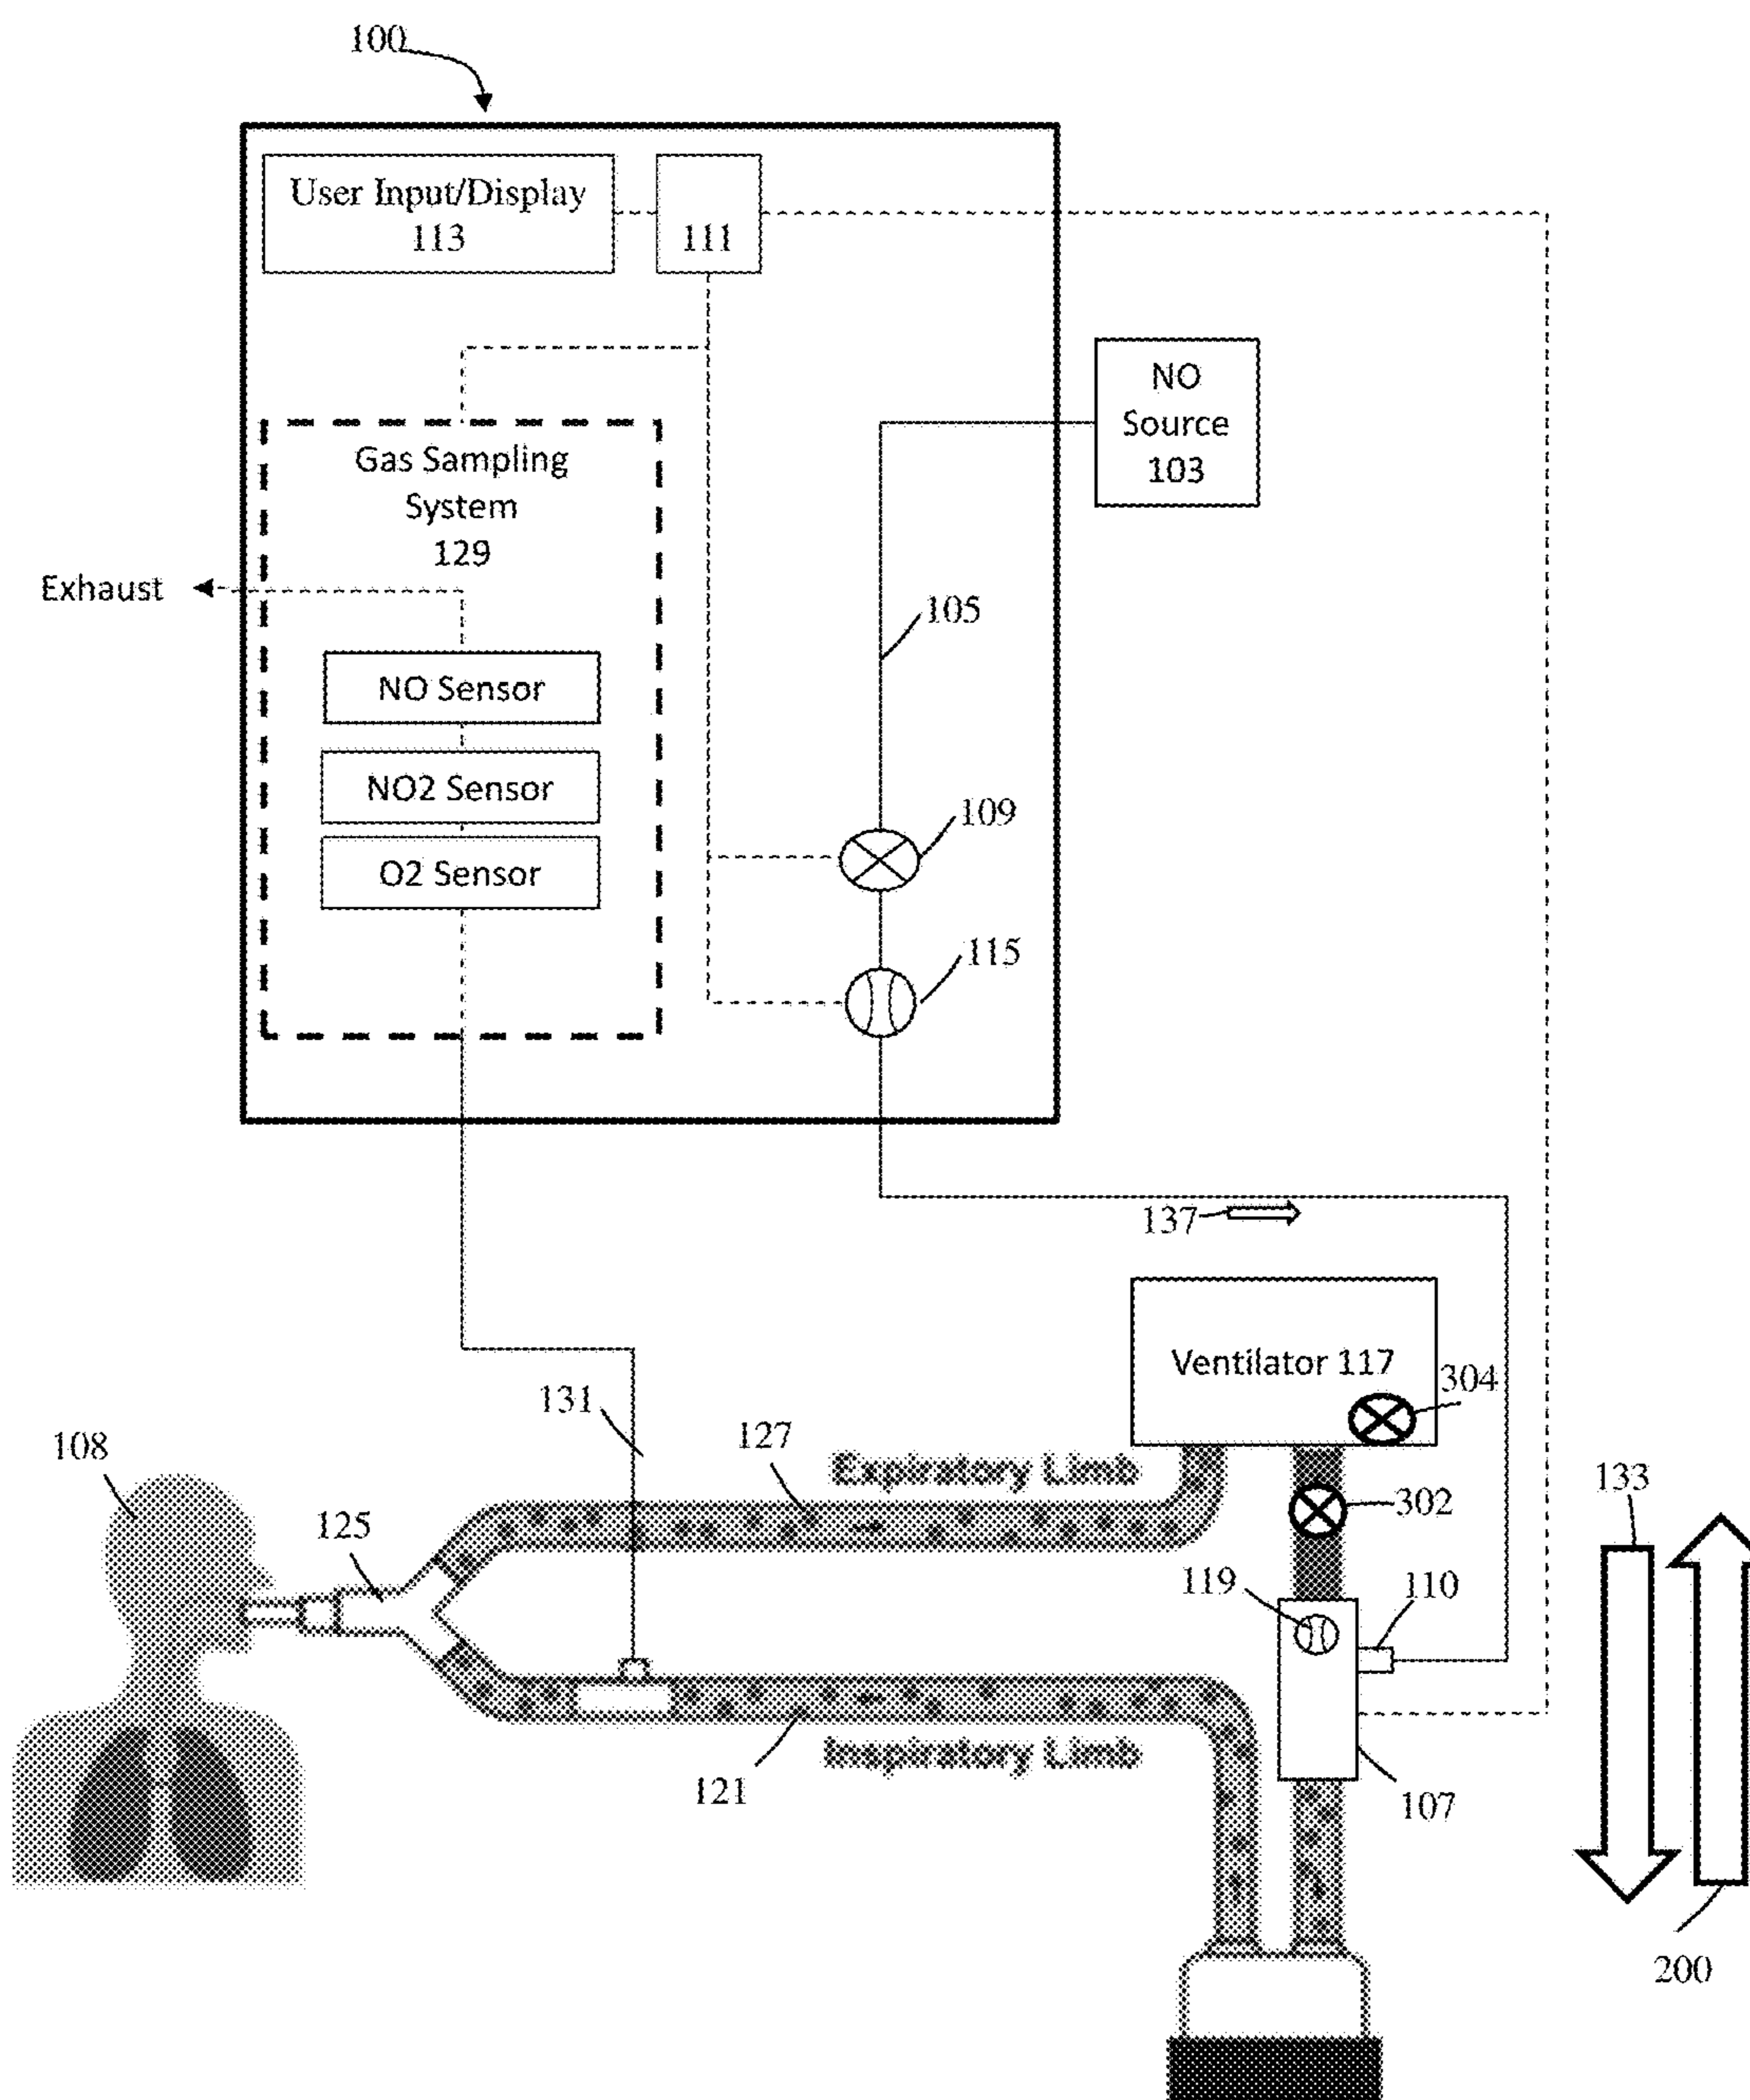 100
User Input/Display
113
111
NO
Source
103
Gas Sampling
System
129
Exhaust
105
NO Sensor
109
NO2 Sensor
O2 Sensor
115
137
Ventilator 117
304
131
127
108
Expiratory Limb
133
302
125
119
110
Inspiratory Limb
121
107
200